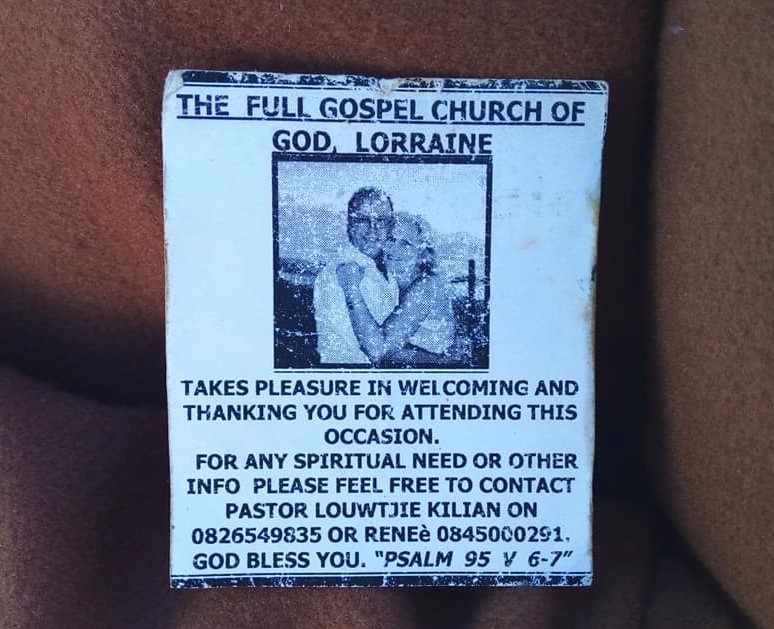 THE FULL GOSPEL CHURCH OF
GOD, LORRAINE
TAKES PLEASURE IN WELCOMING AND
THANKING YOU FOR ATTENDING THIS
OCCASION.
FOR ANY SPIRITUAL NEED OR OTHER
INFO PLEASE FEEL FREE TO CONTACT
PASTOR LOUWTJIE KILIAN ON
0826549835 OR RENEè 0845000291.
GOD BLESS YOU. "PSALM 95 V 6-7"